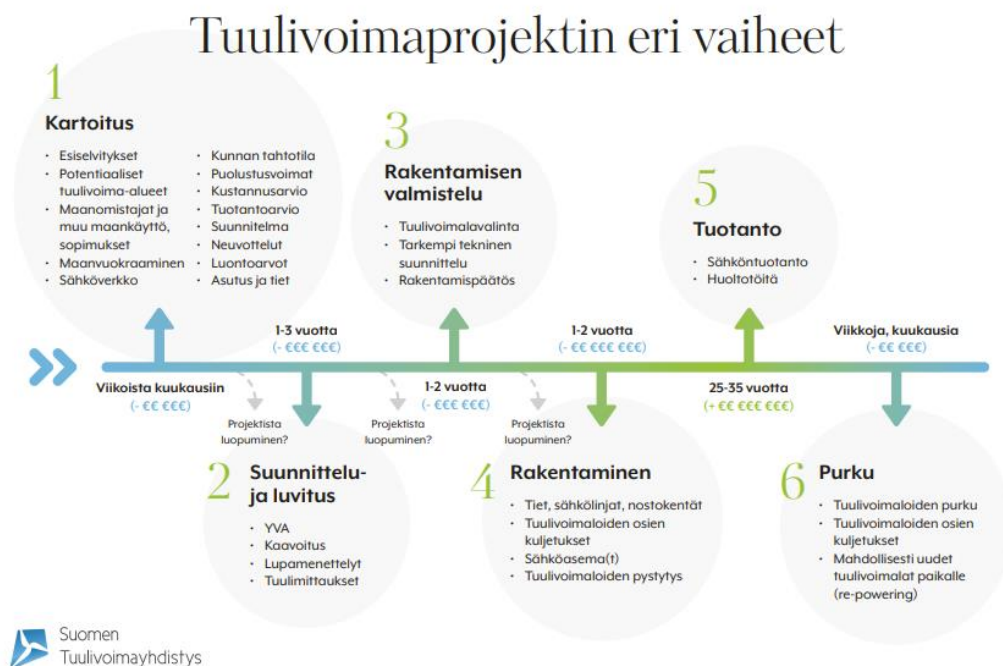 Tuulivoimaprojektin eri vaiheet
1
Kartoitus
· Esiselvitykset
· Potentiaaliset
tuulivoima-alueet
· Maanomistajat ja
muu maankäyttö,
sopimukset
· Maanvuokraaminen
· Sähköverkko
· Kunnan tahtotila
· Puolustusvoimat
· Kustannusarvio
· Tuotantoarvio
· Suunnitelma
· Neuvottelut
· Luontoarvot
· Asutus ja tiet
3
Rakentamisen
valmistelu
· Tuulivoimalavalinta
· Tarkempi tekninen
suunnittelu
· Rakentamispäätös
5
Tuotanto
· Sähköntuotanto
· Huoltotöitä
1-3 vuotta
(- €€€ €€€)
1-2 vuotta
(- €€ €€€ €€€)
Viikkoja, kuukausia
(- €€ €€€)
Viikoista kuukausiin
(- €€ €€€)
1-2 vuotta
(- €€€ €€€)
25-35 vuotta
(+ €€ €€€ €€€)
Projektista
luopuminen?
Projektista
luopuminen?
Projektista
luopuminen?
2
Suunnittelu-
ja luvitus
· YVA
· Kaavoitus
· Lupamenettelyt
· Tuulimittaukset
4
Rakentaminen
· Tiet, sähkölinjat, nostokentät
· Tuulivoimaloiden osien
kuljetukset
· Sähköasema(t)
· Tuulivoimaloiden pystytys
6
Purku
· Tuulivoimaloiden purku
· Tuulivoimaloiden osien
kuljetukset
· Mahdollisesti uudet
tuulivoimalat paikalle
(re-powering)
Suomen
Tuulivoimayhdistys